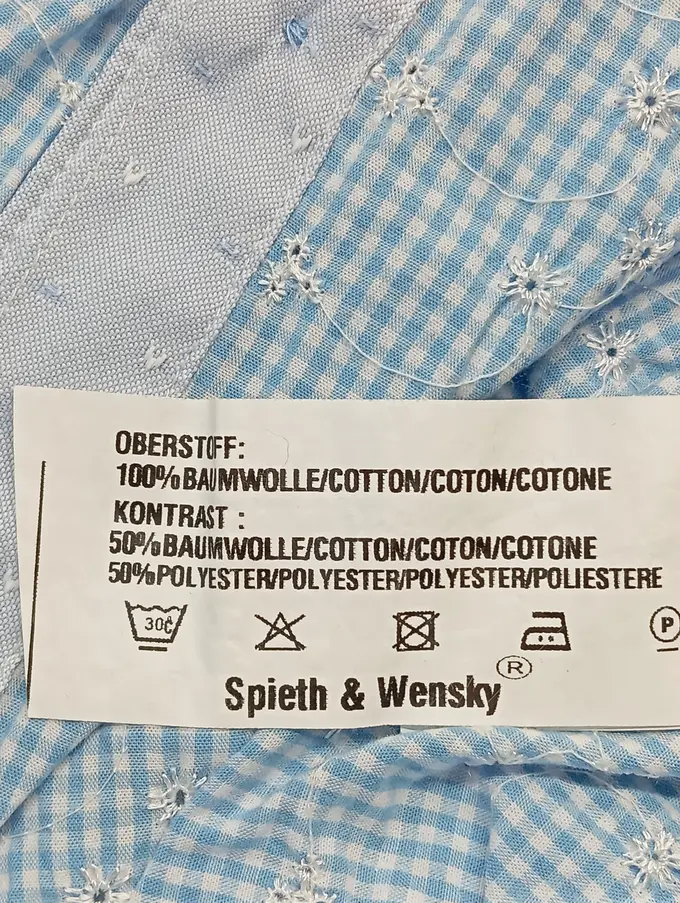 OBERSTOFF:
100%BAUMWOLLE/COTTON/COTON/COTONE
KONTRAST :
50%BAUMWOLLE/COTTON/COTON/COTONE
50%POLYESTER/POLYESTER/POLYESTER/POLIESTERE
30C P
Spieth & Wensky®